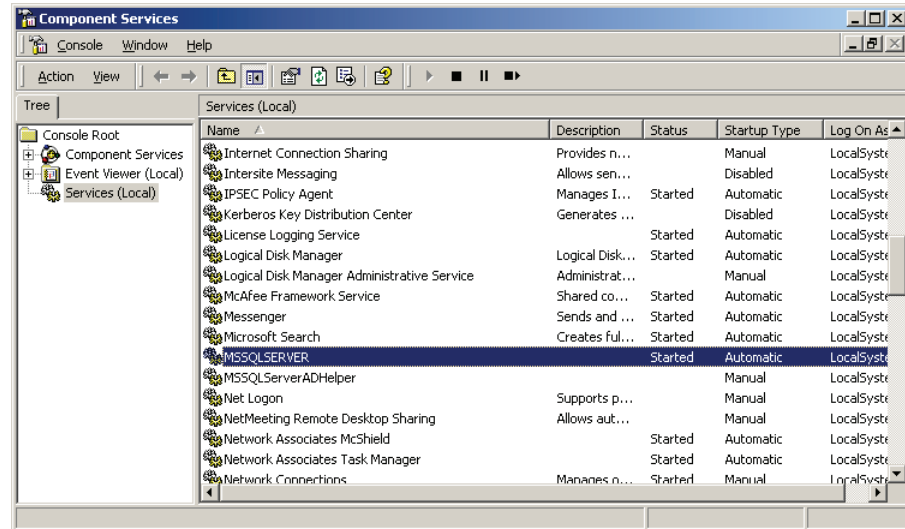 Component Services
Console Window Help
Action View
Tree
Services (Local)
Console Root
Component Services
Event Viewer (Local)
Services (Local)
Name Description Status Startup Type Log On As
Internet Connection Sharing Provides n... Manual LocalSyste
Intersite Messaging Allows sen... Disabled LocalSyste
IPSEC Policy Agent Manages I... Started Automatic LocalSyste
Kerberos Key Distribution Center Generates ... Disabled LocalSyste
License Logging Service Started Automatic LocalSyste
Logical Disk Manager Logical Disk... Started Automatic LocalSyste
Logical Disk Manager Administrative Service Administrat... Manual LocalSyste
McAfee Framework Service Shared co... Started Automatic LocalSyste
Messenger Sends and ... Started Automatic LocalSyste
Microsoft Search Creates ful... Started Automatic LocalSyste
MSSQLSERVER Started Automatic LocalSyste
MSSQLServerADHelper Manual LocalSyste
Net Logon Supports p... Manual LocalSyste
NetMeeting Remote Desktop Sharing Allows aut... Manual LocalSyste
Network Associates McShield Started Automatic LocalSyste
Network Associates Task Manager Started Automatic LocalSyste
Network Connections Manages n... Started Manual LocalSyste